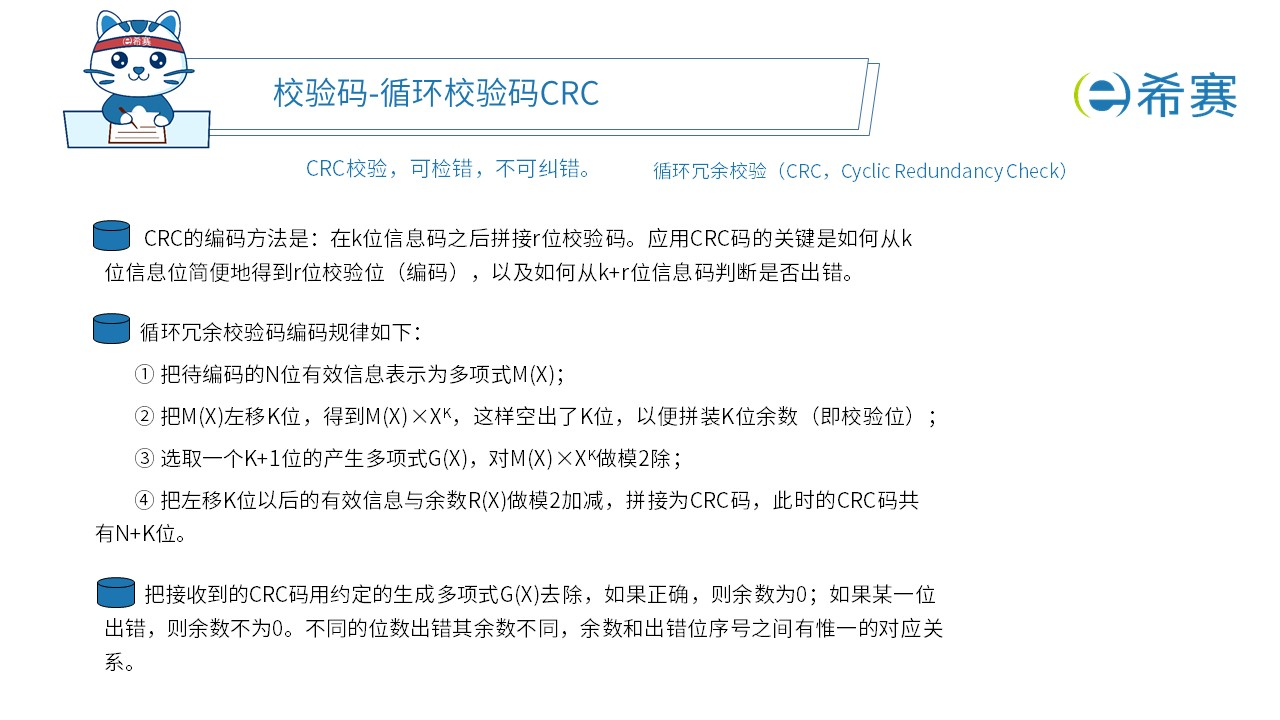 希赛
校验码-循环校验码CRC
希赛
CRC校验，可检错，不可纠错。
循环冗余校验（CRC，Cyclic Redundancy Check）
CRC的编码方法是：在k位信息码之后拼接r位校验码。应用CRC码的关键是如何从k
位信息位简便地得到r位校验位（编码），以及如何从k+r位信息码判断是否出错。
循环冗余校验码编码规律如下：
① 把待编码的N位有效信息表示为多项式M(X)；
② 把M(X)左移K位，得到M(X)×Xᴷ，这样空出了K位，以便拼装K位余数（即校验位）；
③ 选取一个K+1位的产生多项式G(X)，对M(X)×Xᴷ做模2除；
④ 把左移K位以后的有效信息与余数R(X)做模2加减，拼接为CRC码，此时的CRC码共
有N+K位。
把接收到的CRC码用约定的生成多项式G(X)去除，如果正确，则余数为0；如果某一位
出错，则余数不为0。不同的位数出错其余数不同，余数和出错位序号之间有惟一的对应关
系。